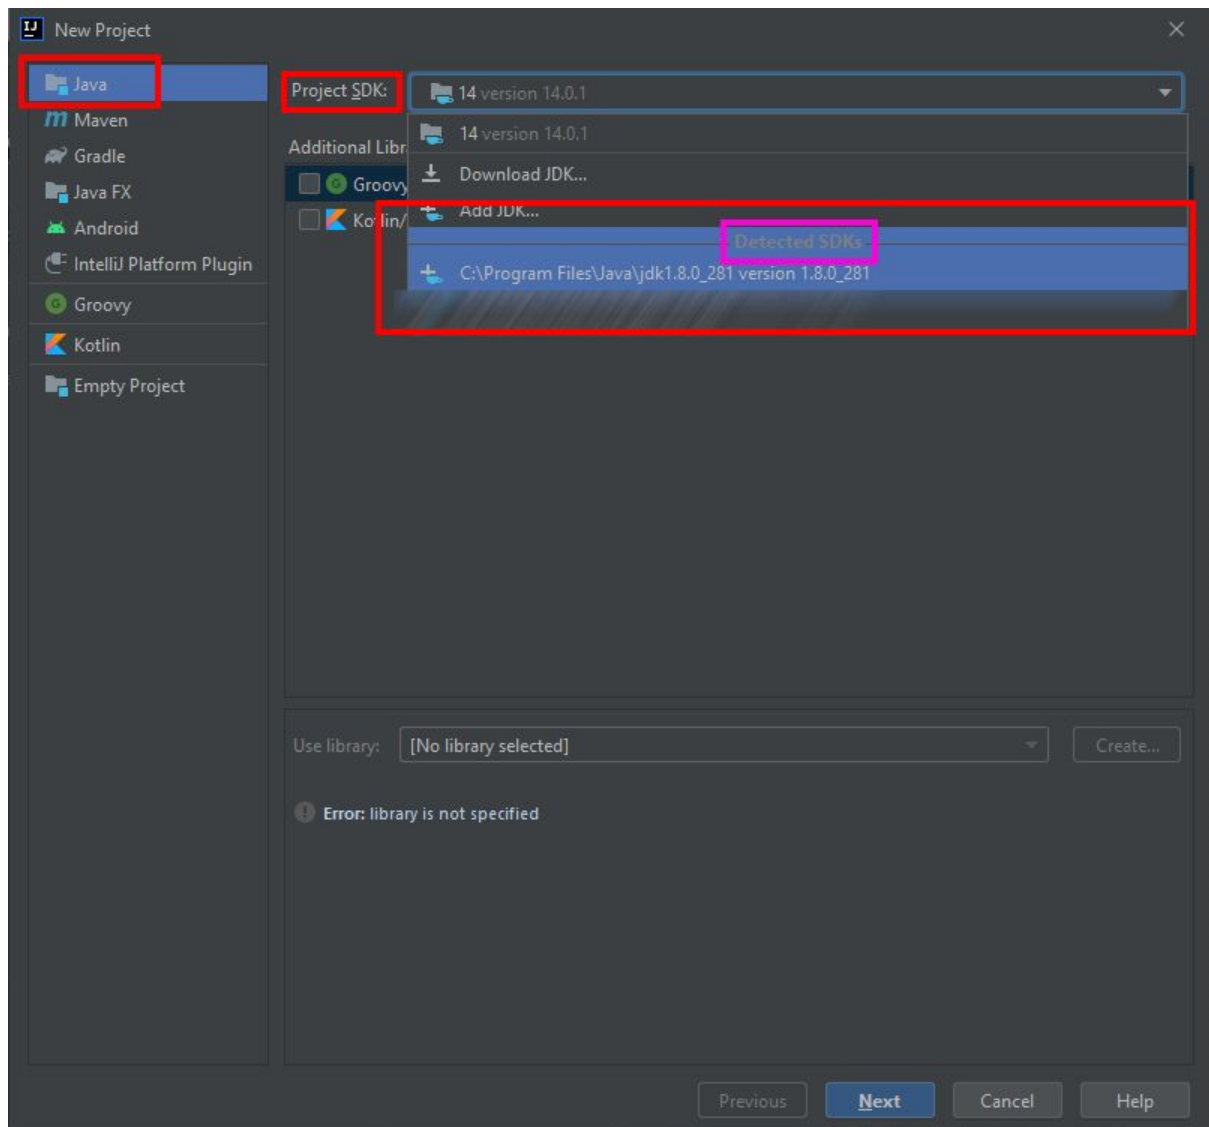 New Project
Java
Maven
Gradle
Java FX
Android
IntelliJ Platform Plugin
Groovy
Kotlin
Empty Project
Project SDK: 14 version 14.0.1
14 version 14.0.1
Additional Libr
Download JDK...
Groovy
Add JDK...
Kotlin/
Detected SDKs
C:\Program Files\Java\jdk1.8.0_281 version 1.8.0_281
Use library: [No library selected] Create...
Error: library is not specified
Previous Next Cancel Help